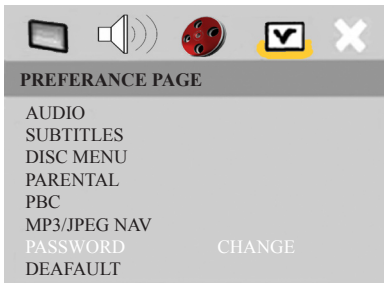 PREFERANCE PAGE
AUDIO
SUBTITLES
DISC MENU
PARENTAL
PBC
MP3/JPEG NAV
PASSWORD CHANGE
DEAFAULT